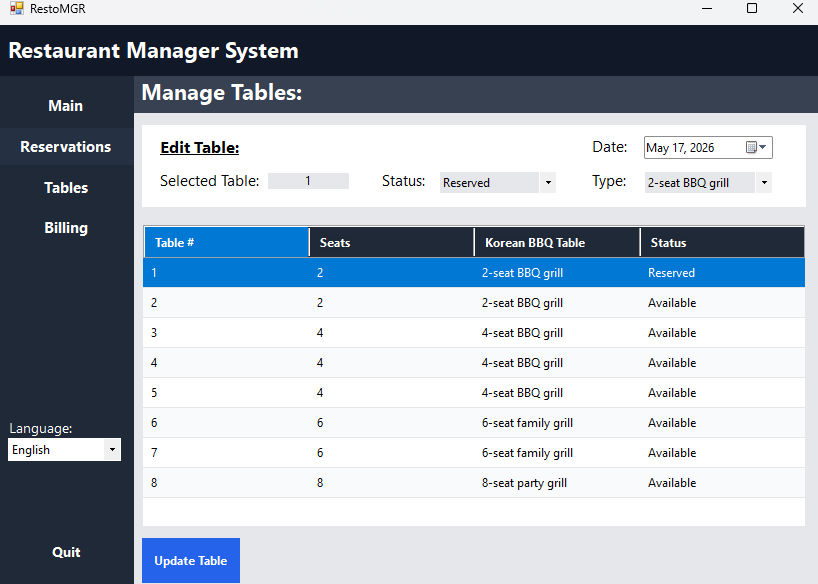 RestoMGR
Restaurant Manager System
Main
Reservations
Tables
Billing
Language:
English
Quit
Manage Tables:
Edit Table: Date: May 17, 2026
Selected Table: 1 Status: Reserved Type: 2-seat BBQ grill
Table # Seats Korean BBQ Table Status
1 2 2-seat BBQ grill Reserved
2 2 2-seat BBQ grill Available
3 4 4-seat BBQ grill Available
4 4 4-seat BBQ grill Available
5 4 4-seat BBQ grill Available
6 6 6-seat family grill Available
7 6 6-seat family grill Available
8 8 8-seat party grill Available
Update Table